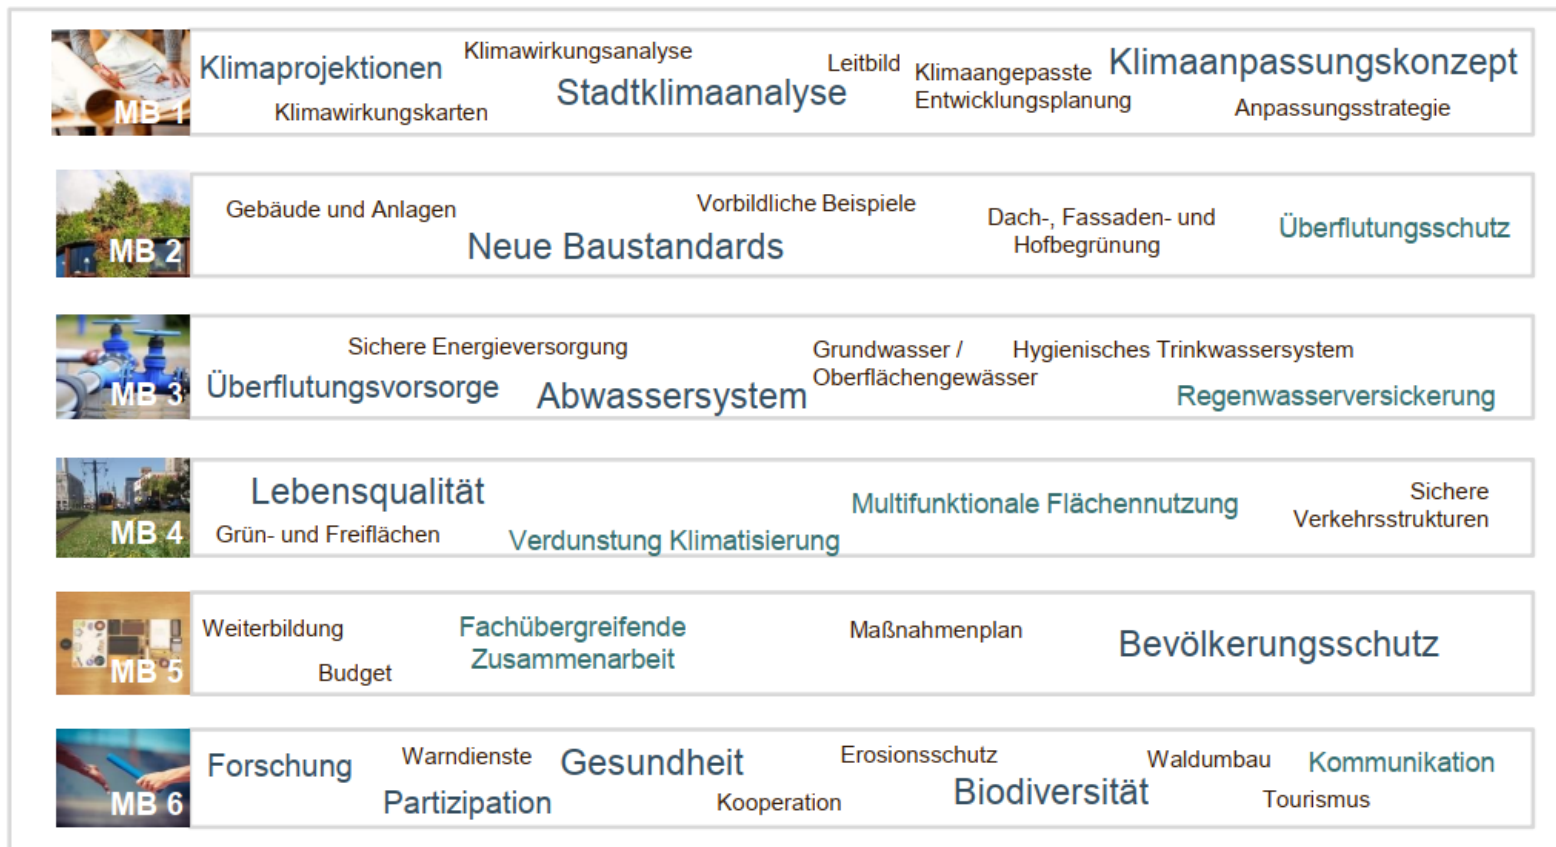 MB 1
Klimaprojektionen
Klimawirkungsanalyse
Klimawirkungskarten
Stadtklimaanalyse
Leitbild
Klimaangepasste
Entwicklungsplanung
Klimaanpassungskonzept
Anpassungsstrategie
MB 2
Gebäude und Anlagen
Neue Baustandards
Vorbildliche Beispiele
Dach-, Fassaden- und
Hofbegrünung
Überflutungsschutz
MB 3
Sichere Energieversorgung
Überflutungsvorsorge
Abwassersystem
Grundwasser /
Oberflächengewässer
Hygienisches Trinkwassersystem
Regenwasserversickerung
MB 4
Lebensqualität
Grün- und Freiflächen
Verdunstung Klimatisierung
Multifunktionale Flächennutzung
Sichere
Verkehrsstrukturen
MB 5
Weiterbildung
Budget
Fachübergreifende
Zusammenarbeit
Maßnahmenplan
Bevölkerungsschutz
MB 6
Forschung
Warndienste
Partizipation
Gesundheit
Kooperation
Erosionsschutz
Biodiversität
Waldumbau
Tourismus
Kommunikation